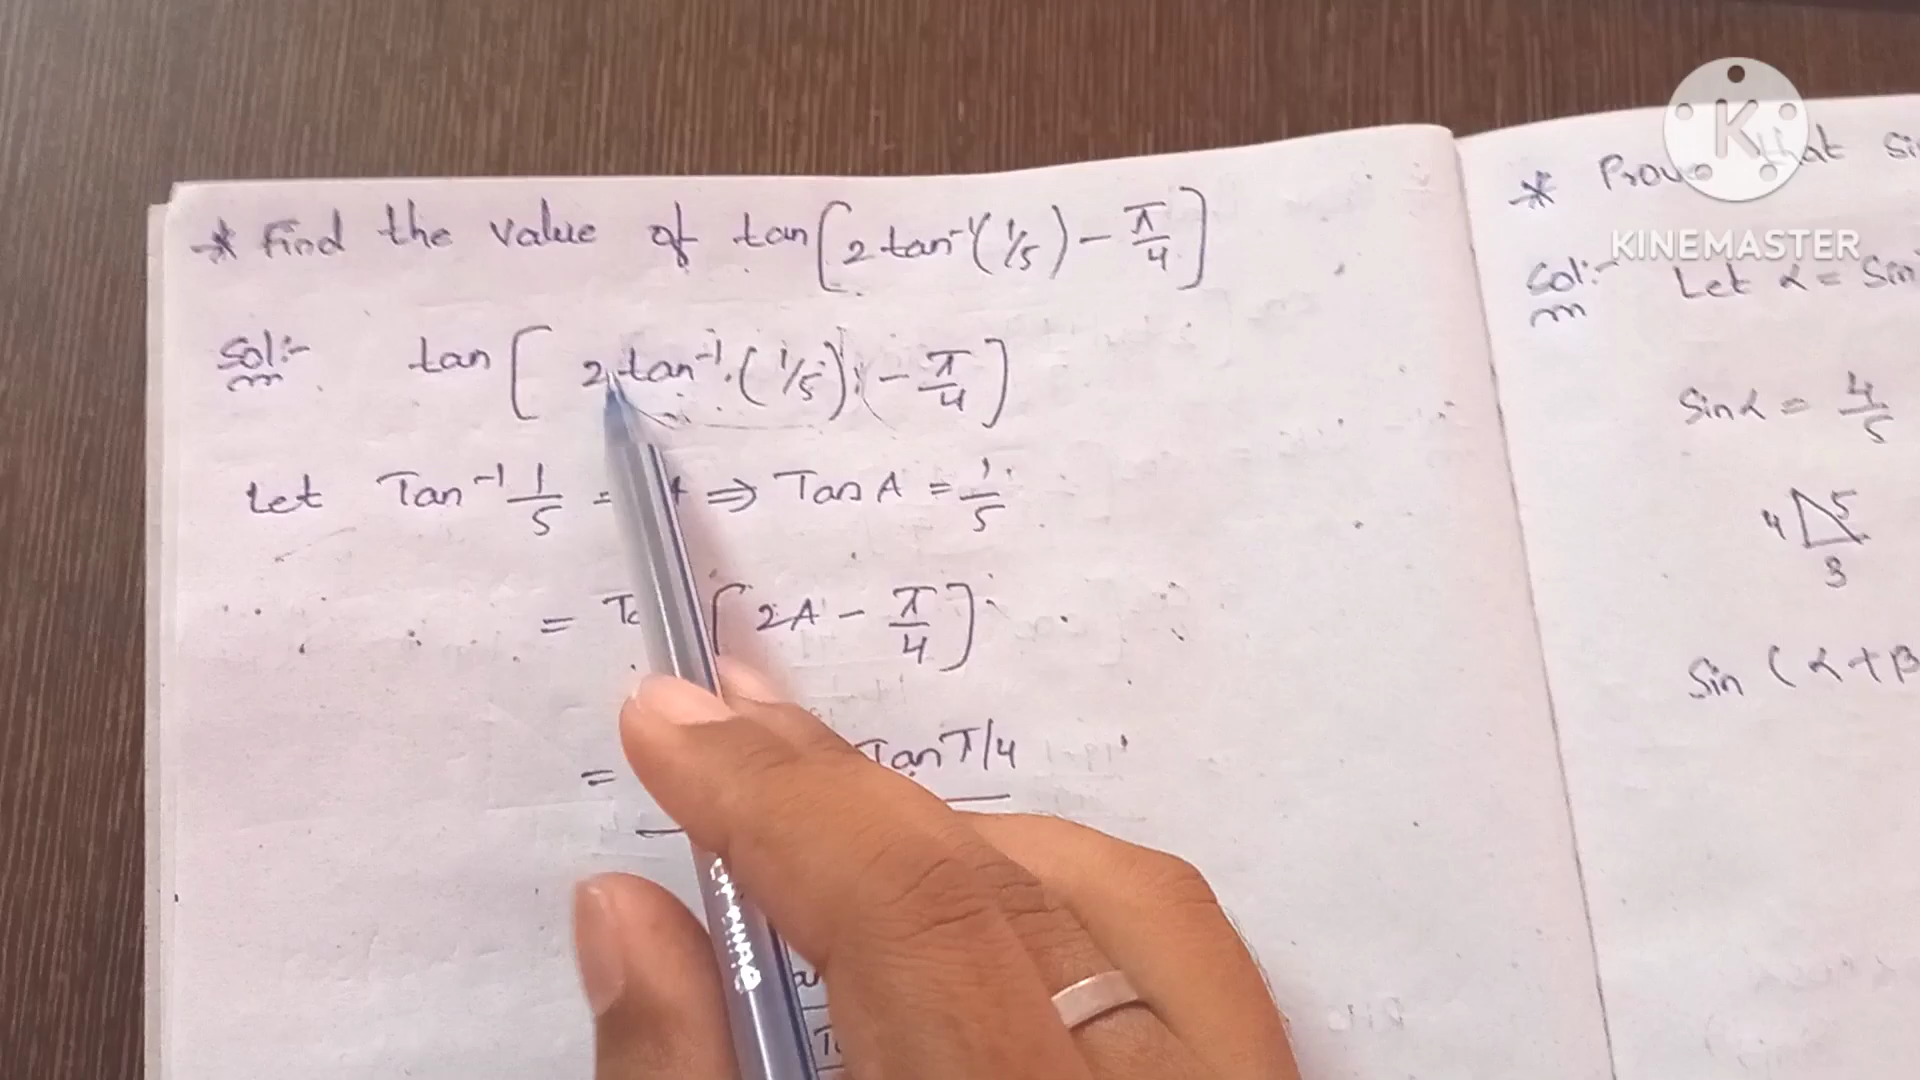 * Find the value of tan[2 tan⁻¹(1/5) - π/4]
Sol:- tan [2 tan⁻¹(1/5) - π/4]
Let Tan⁻¹ 1/5 = A ⇒ Tan A = 1/5
= [2A - π/4]
= Tan π/4
* Prove that
Sol:- Let α = Sin
Sin α = 4/5
4 5
3
Sin (α + β
K
KINEMASTER